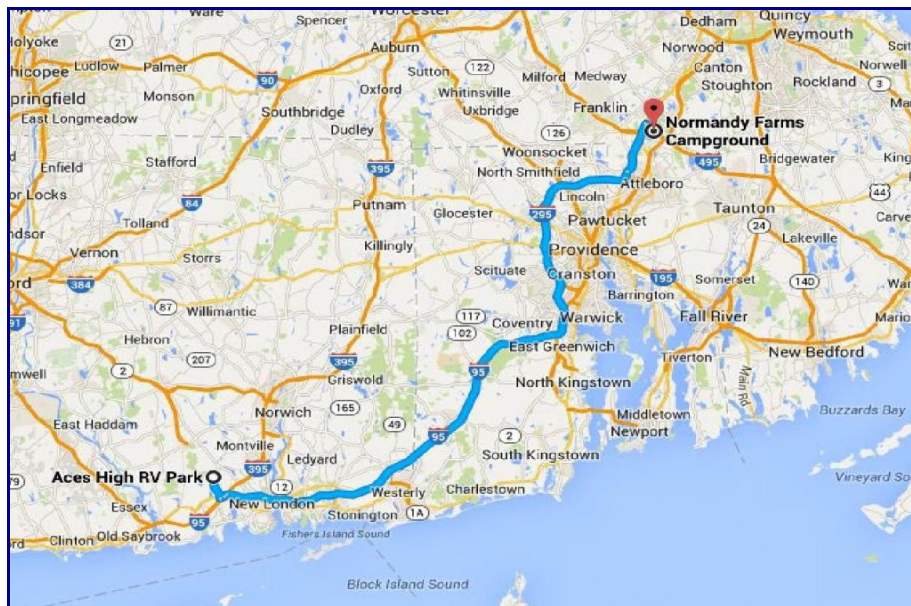 Ware
Spencer
Worcester
Dedham
Quincy
Weymouth
Holyoke
21
Auburn
Norwood
Ludlow
Palmer
Canton
Chicopee
90
Oxford
Sutton
122
Milford
Medway
Stoughton
Rockland
3
Norwell
Monson
Whitinsville
Franklin
Springfield
Southbridge
Uxbridge
Normandy Farms
Campground
East Longmeadow
Dudley
126
Woonsocket
495
Bridgewater
Enfield
Stafford
395
North Smithfield
Attleboro
44
Locks
84
Lincoln
Putnam
Glocester
295
Pawtucket
Taunton
Tolland
24
Carve
Vernon
Killingly
Providence
Lakeville
Storrs
Scituate
Cranston
195
Somerset
140
384
87
Willimantic
117
Barrington
Fall River
91
Plainfield
102
Coventry
Warwick
Hebron
East Greenwich
Tiverton
New Bedford
207
395
95
2
Griswold
North Kingstown
Main Rd
165
Norwich
Middletown
Buzzards Bay
East Haddam
49
95
2
Newport
Montville
South Kingstown
395
Ledyard
Aces High RV Park
79
12
Westerly
Charlestown
Essex
New London
95
Stonington
1A
Old Saybrook
Clinton
Fishers Island Sound
Block Island Sound